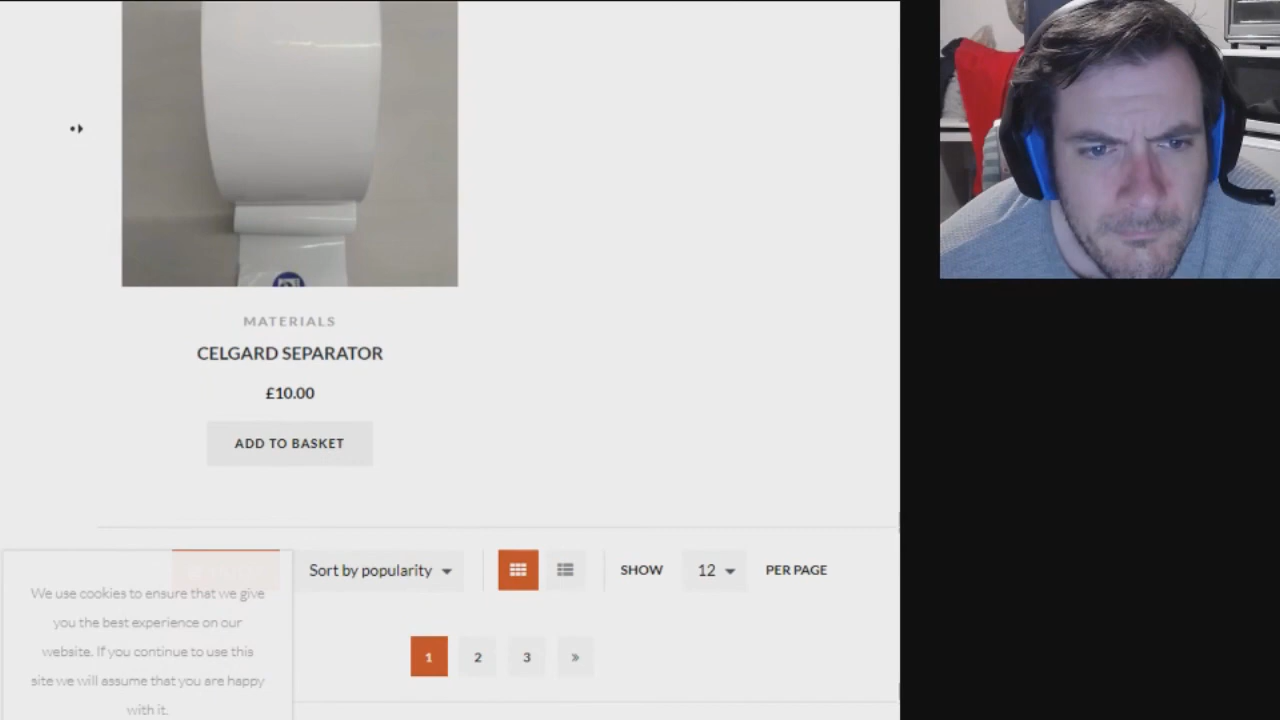 MATERIALS
CELGARD SEPARATOR
£10.00
ADD TO BASKET
Sort by popularity
SHOW
12
PER PAGE
We use cookies to ensure that we give
you the best experience on our
website. If you continue to use this
site we will assume that you are happy
with it.
1 2 3 »